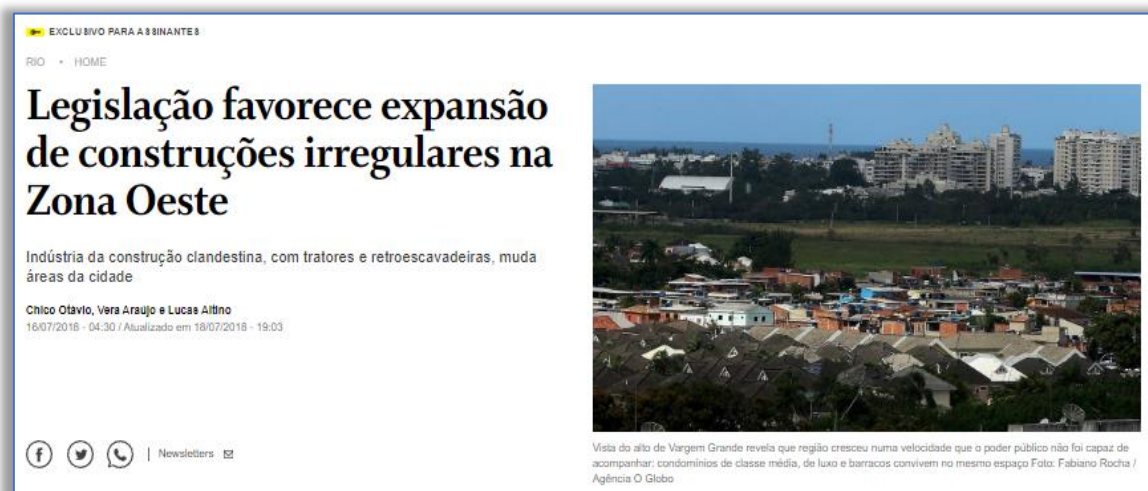 EXCLUSIVO PARA ASSINANTES
RIO • HOME
Legislação favorece expansão
de construções irregulares na
Zona Oeste
Indústria da construção clandestina, com tratores e retroescavadeiras, muda
áreas da cidade
Chico Otávio, Vera Araújo e Lucas Altino
16/07/2018 - 04:30 / Atualizado em 18/07/2018 - 19:03
| Newsletters
Vista do alto de Vargem Grande revela que região cresceu numa velocidade que o poder público não foi capaz de
acompanhar: condomínios de classe média, de luxo e barracos convivem no mesmo espaço Foto: Fabiano Rocha /
Agência O Globo